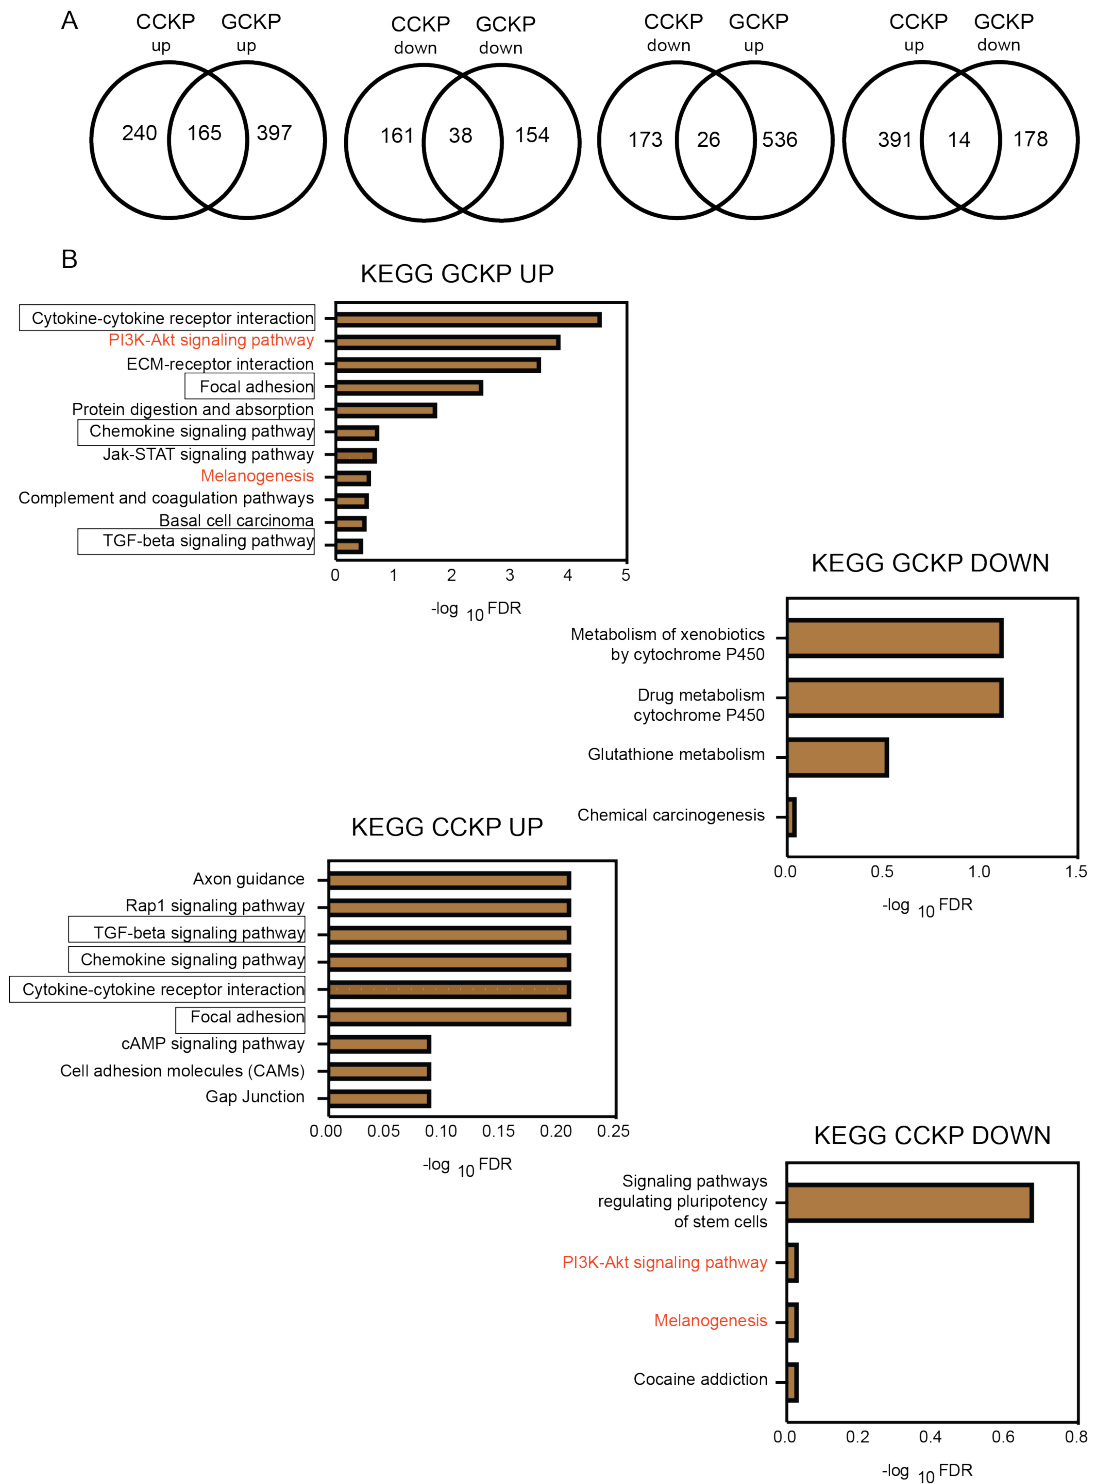 A
CCKP up GCKP up
240 165 397
CCKP down GCKP down
161 38 154
CCKP down GCKP up
173 26 536
CCKP up GCKP down
391 14 178
B
KEGG GCKP UP
Cytokine-cytokine receptor interaction
PI3K-Akt signaling pathway
ECM-receptor interaction
Focal adhesion
Protein digestion and absorption
Chemokine signaling pathway
Jak-STAT signaling pathway
Melanogenesis
Complement and coagulation pathways
Basal cell carcinoma
TGF-beta signaling pathway
0 1 2 3 4 5
-log 10 FDR
KEGG GCKP DOWN
Metabolism of xenobiotics
by cytochrome P450
Drug metabolism
cytochrome P450
Glutathione metabolism
Chemical carcinogenesis
0.0 0.5 1.0 1.5
-log 10 FDR
KEGG CCKP UP
Axon guidance
Rap1 signaling pathway
TGF-beta signaling pathway
Chemokine signaling pathway
Cytokine-cytokine receptor interaction
Focal adhesion
cAMP signaling pathway
Cell adhesion molecules (CAMs)
Gap Junction
0.00 0.05 0.10 0.15 0.20 0.25
-log 10 FDR
KEGG CCKP DOWN
Signaling pathways
regulating pluripotency
of stem cells
PI3K-Akt signaling pathway
Melanogenesis
Cocaine addiction
0.0 0.2 0.4 0.6 0.8
-log 10 FDR